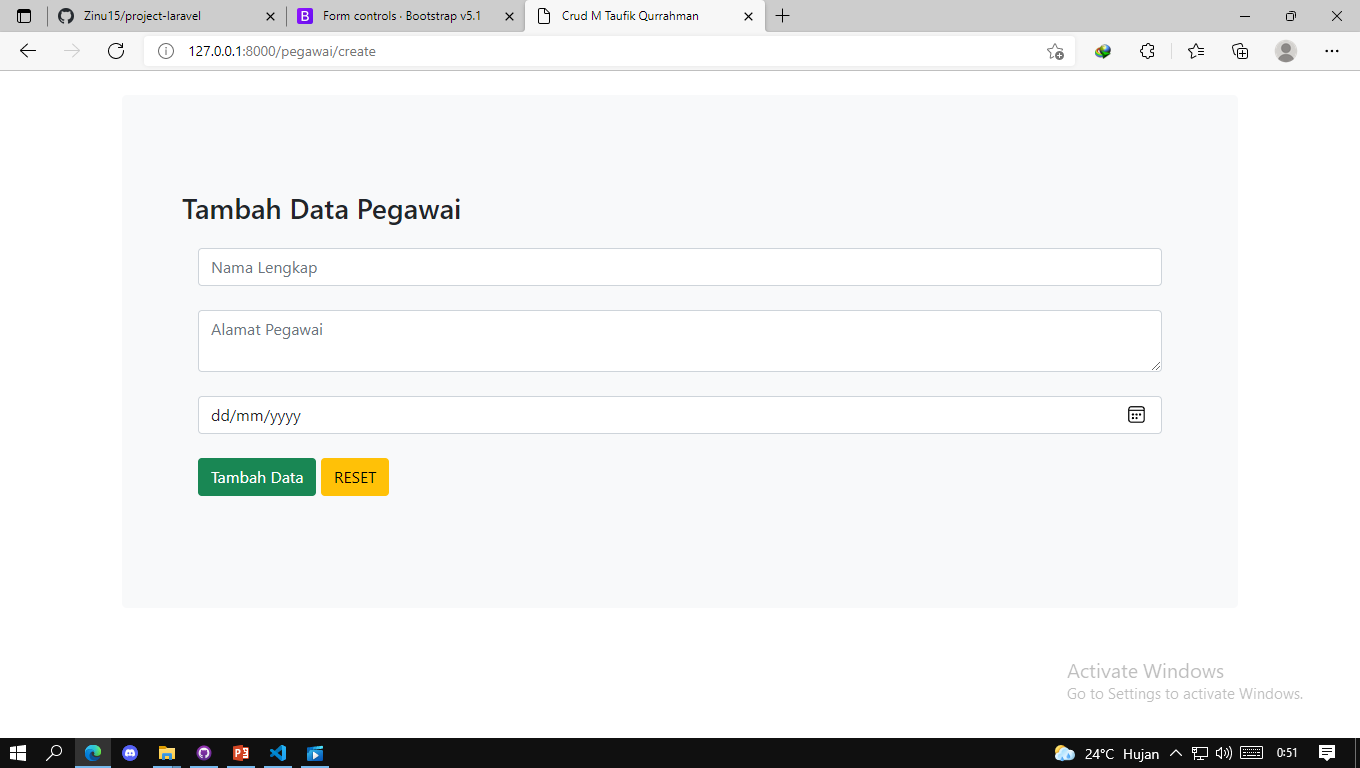 Zinu15/project-laravel
Form controls · Bootstrap v5.1
Crud M Taufik Qurrahman
127.0.0.1:8000/pegawai/create
Tambah Data Pegawai
Nama Lengkap
Alamat Pegawai
dd/mm/yyyy
Tambah Data RESET
Activate Windows
Go to Settings to activate Windows.
24°C Hujan 0:51